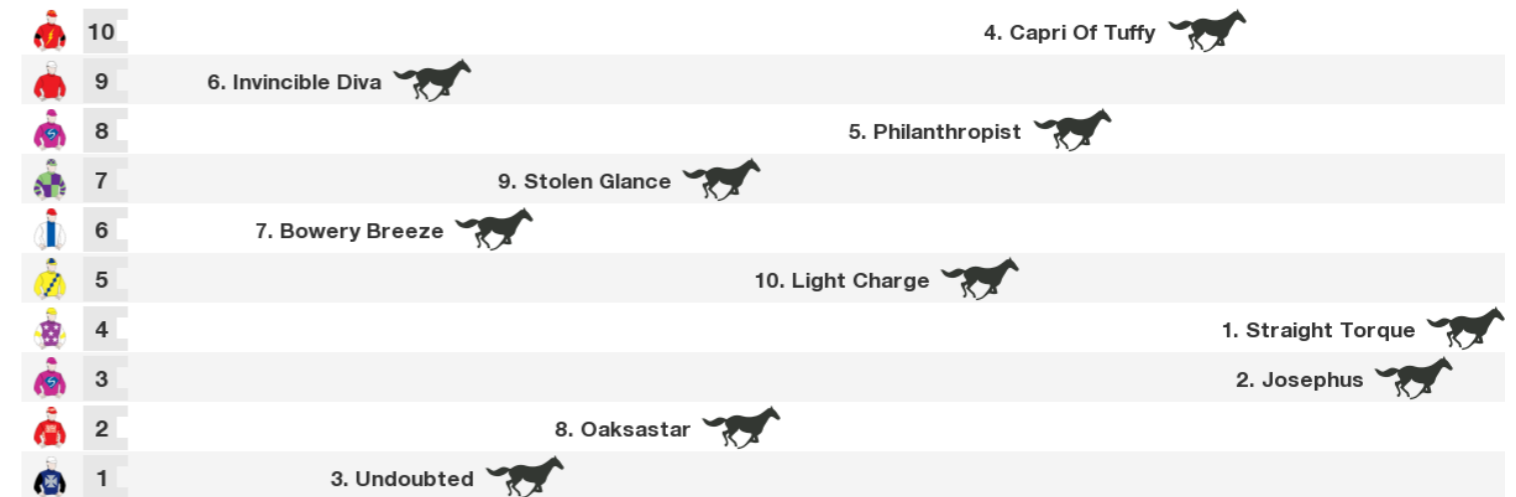 10 4. Capri Of Tuffy
9 6. Invincible Diva
8 5. Philanthropist
7 9. Stolen Glance
6 7. Bowery Breeze
5 10. Light Charge
4 1. Straight Torque
3 2. Josephus
2 8. Oaksastar
1 3. Undoubted